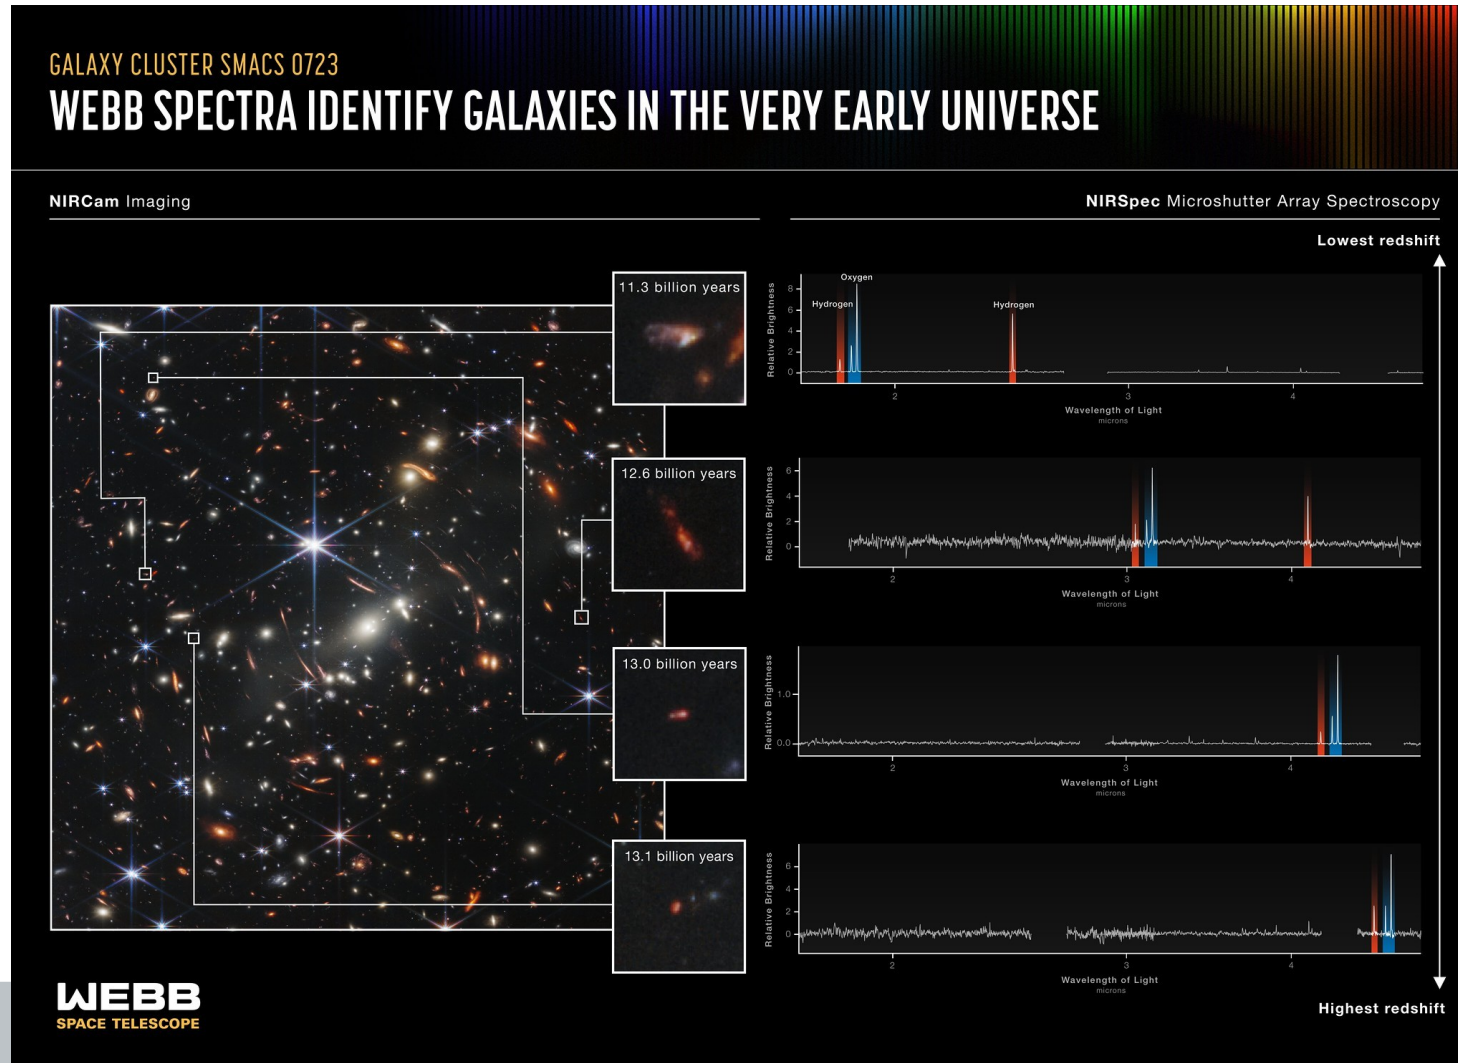 GALAXY CLUSTER SMACS 0723
WEBB SPECTRA IDENTIFY GALAXIES IN THE VERY EARLY UNIVERSE
NIRCam Imaging
NIRSpec Microshutter Array Spectroscopy
Lowest redshift
11.3 billion years
Relative Brightness
8
6
4
2
0
Hydrogen
Oxygen
Hydrogen
2
3
4
Wavelength of Light
microns
12.6 billion years
Relative Brightness
6
4
2
0
2
3
4
Wavelength of Light
microns
13.0 billion years
Relative Brightness
1.0
0.0
2
3
4
Wavelength of Light
microns
13.1 billion years
Relative Brightness
6
4
2
0
2
3
4
Wavelength of Light
microns
Highest redshift
WEBB
SPACE TELESCOPE